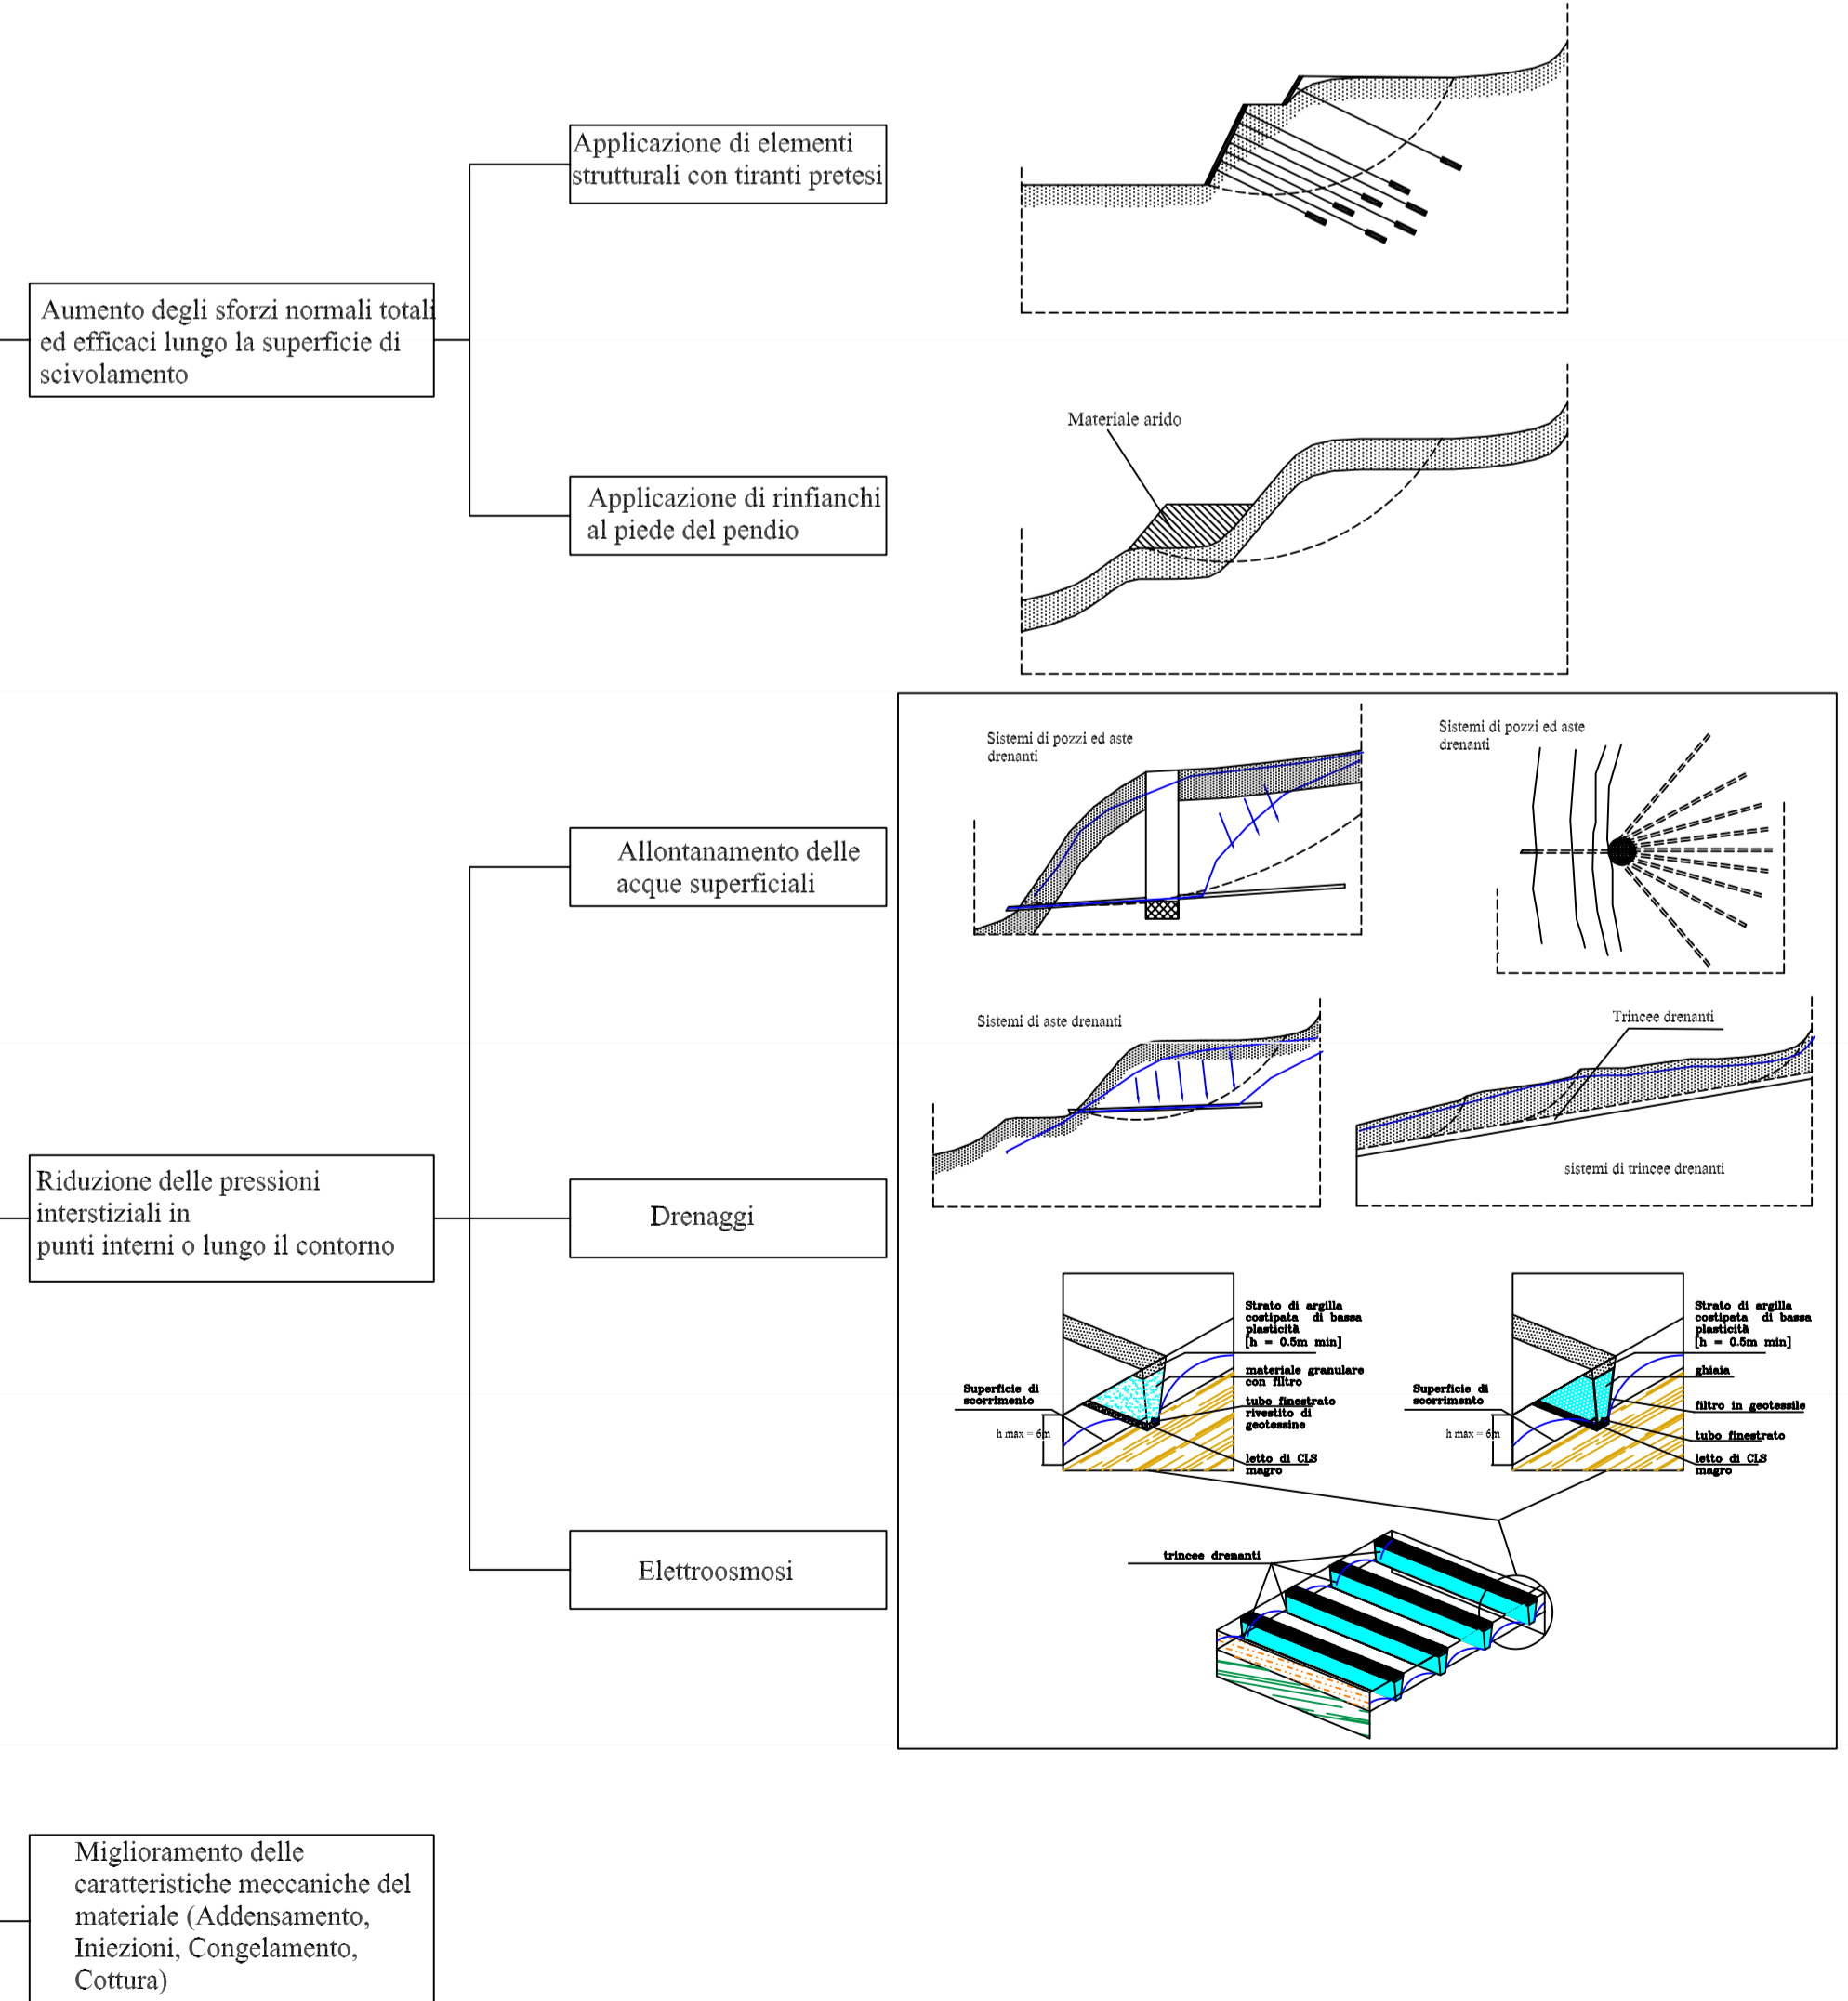 Applicazione di elementi
strutturali con tiranti pretesi
Aumento degli sforzi normali totali
ed efficaci lungo la superficie di
scivolamento
Materiale arido
Applicazione di rinfianchi
al piede del pendio
Sistemi di pozzi ed aste
drenanti
Sistemi di pozzi ed aste
drenanti
Allontanamento delle
acque superficiali
Sistemi di aste drenanti
Trincee drenanti
sistemi di trincee drenanti
Riduzione delle pressioni
interstiziali in
punti interni o lungo il contorno
Drenaggi
Strato di argilla
costipata di bassa
plasticità
[h = 0.5m min]
materiale granulare
con filtro
Superficie di
scorrimento
tubo finestrato
rivestito di
geotessine
h max = 6m
letto di CLS
magro
Strato di argilla
costipata di bassa
plasticità
[h = 0.5m min]
ghiaia
Superficie di
scorrimento
filtro in geotessile
h max = 6m
tubo finestrato
letto di CLS
magro
Elettroosmosi
trincee drenanti
Miglioramento delle
caratteristiche meccaniche del
materiale (Addensamento,
Iniezioni, Congelamento,
Cottura)